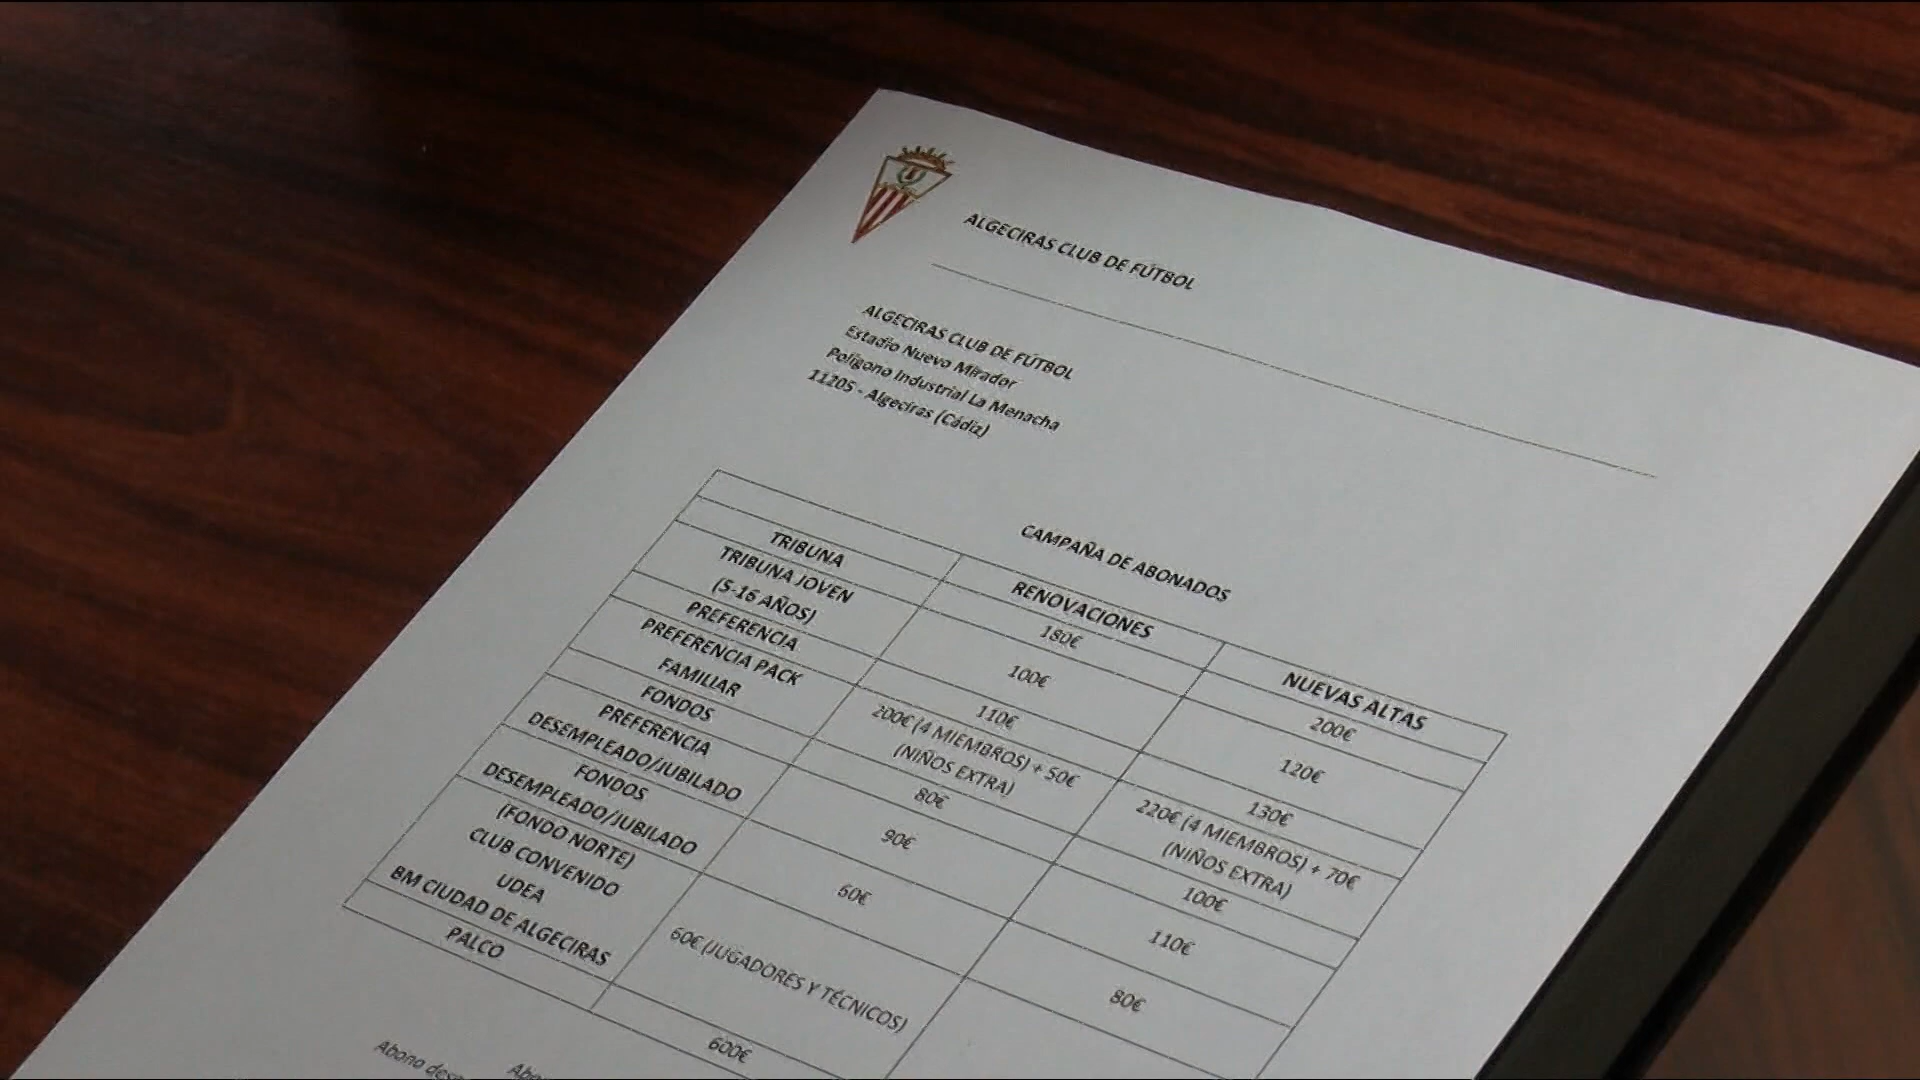 ALGECIRAS CLUB DE FÚTBOL
ALGECIRAS CLUB DE FÚTBOL
Estadio Nuevo Mirador
Polígono Industrial La Menacha
11205 - Algeciras (Cádiz)
CAMPAÑA DE ABONADOS
RENOVACIONES
NUEVAS ALTAS
TRIBUNA
180€
200€
TRIBUNA JOVEN
(5-16 AÑOS)
100€
120€
PREFERENCIA
110€
130€
PREFERENCIA PACK
FAMILIAR
200€ (4 MIEMBROS) + 50€
(NIÑOS EXTRA)
220€ (4 MIEMBROS) + 70€
(NIÑOS EXTRA)
FONDOS
80€
100€
PREFERENCIA
DESEMPLEADO/JUBILADO
90€
110€
FONDOS
DESEMPLEADO/JUBILADO
(FONDO NORTE)
60€
80€
CLUB CONVENIDO
UDEA
BM CIUDAD DE ALGECIRAS
60€ (JUGADORES Y TÉCNICOS)
PALCO
600€
Abono